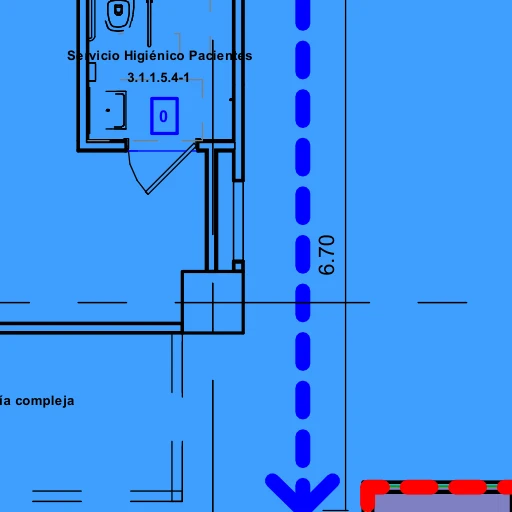 Servicio Higiénico Pacientes
3.1.1.5.4-1
0
6.70
ía compleja